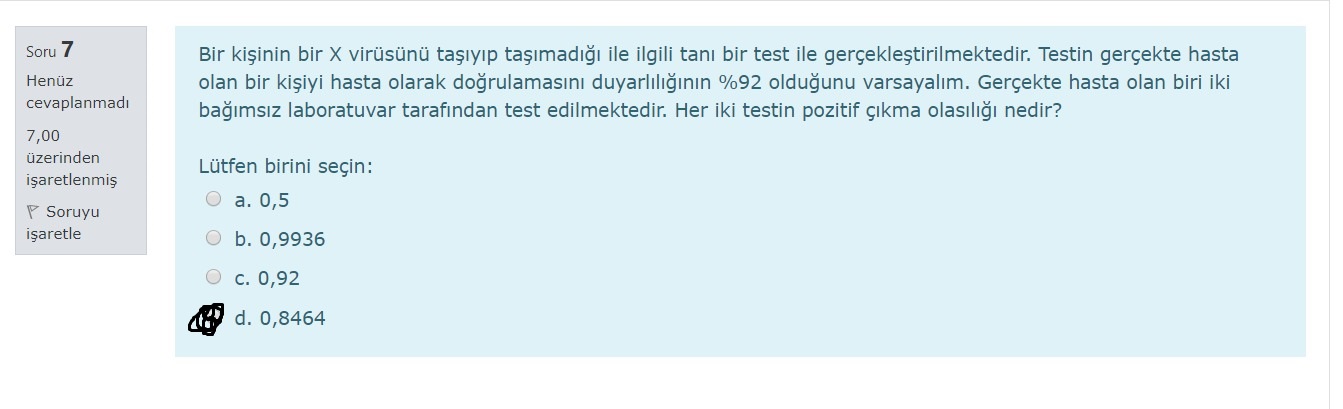 Soru 7
Henüz
cevaplanmadı
7,00
üzerinden
işaretlenmiş
Soruyu
işaretle
Bir kişinin bir X virüsünü taşıyıp taşımadığı ile ilgili tanı bir test ile gerçekleştirilmektedir. Testin gerçekte hasta
olan bir kişiyi hasta olarak doğrulamasını duyarlılığının %92 olduğunu varsayalım. Gerçekte hasta olan biri iki
bağımsız laboratuvar tarafından test edilmektedir. Her iki testin pozitif çıkma olasılığı nedir?
Lütfen birini seçin:
a. 0,5
b. 0,9936
c. 0,92
d. 0,8464